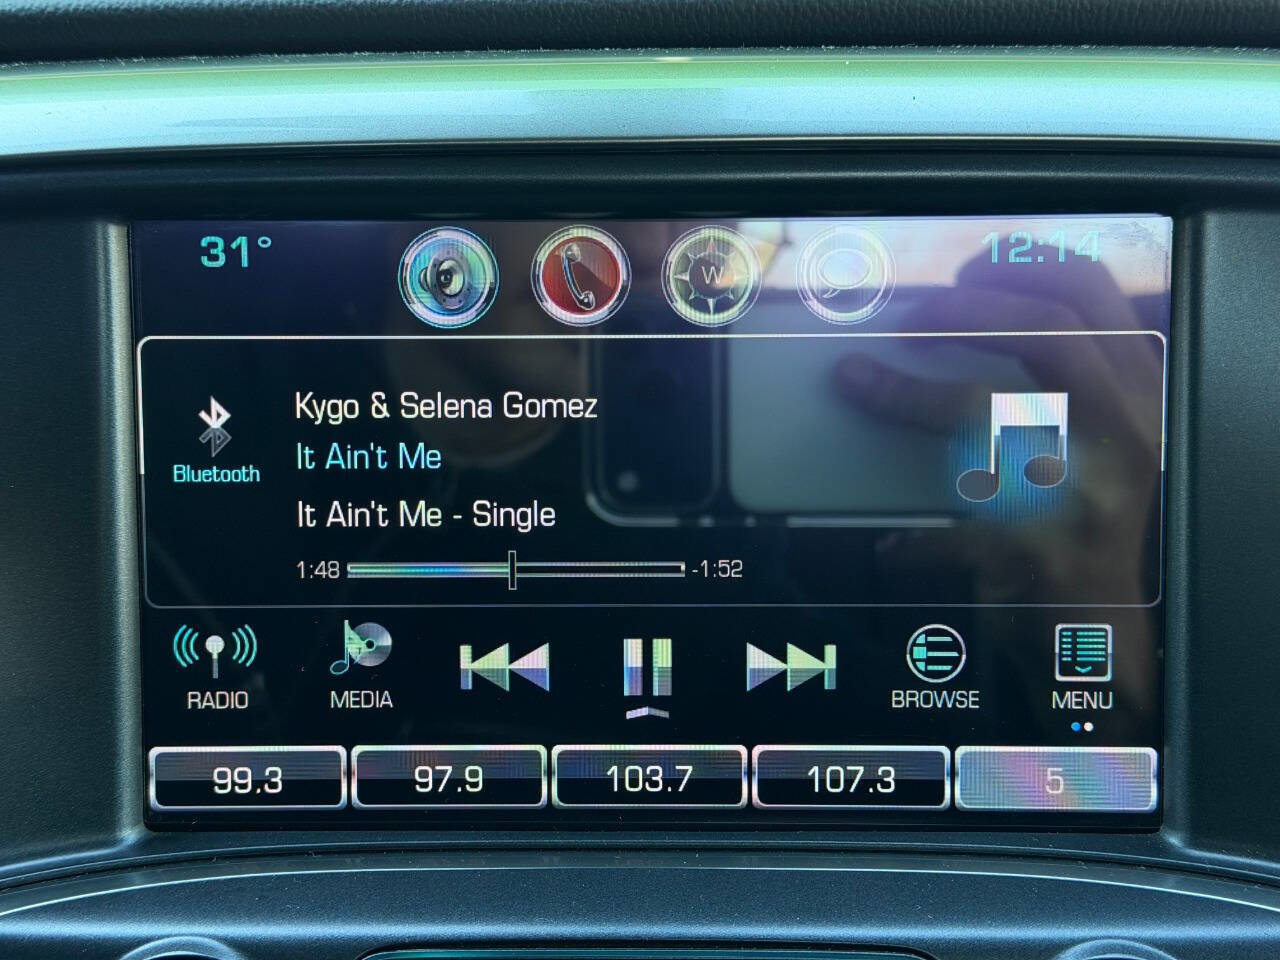 31°
W
12:14
Kygo & Selena Gomez
It Ain't Me
Bluetooth
It Ain't Me - Single
1:48
-1:52
RADIO
MEDIA
BROWSE
MENU
99.3
97.9
103.7
107.3
5